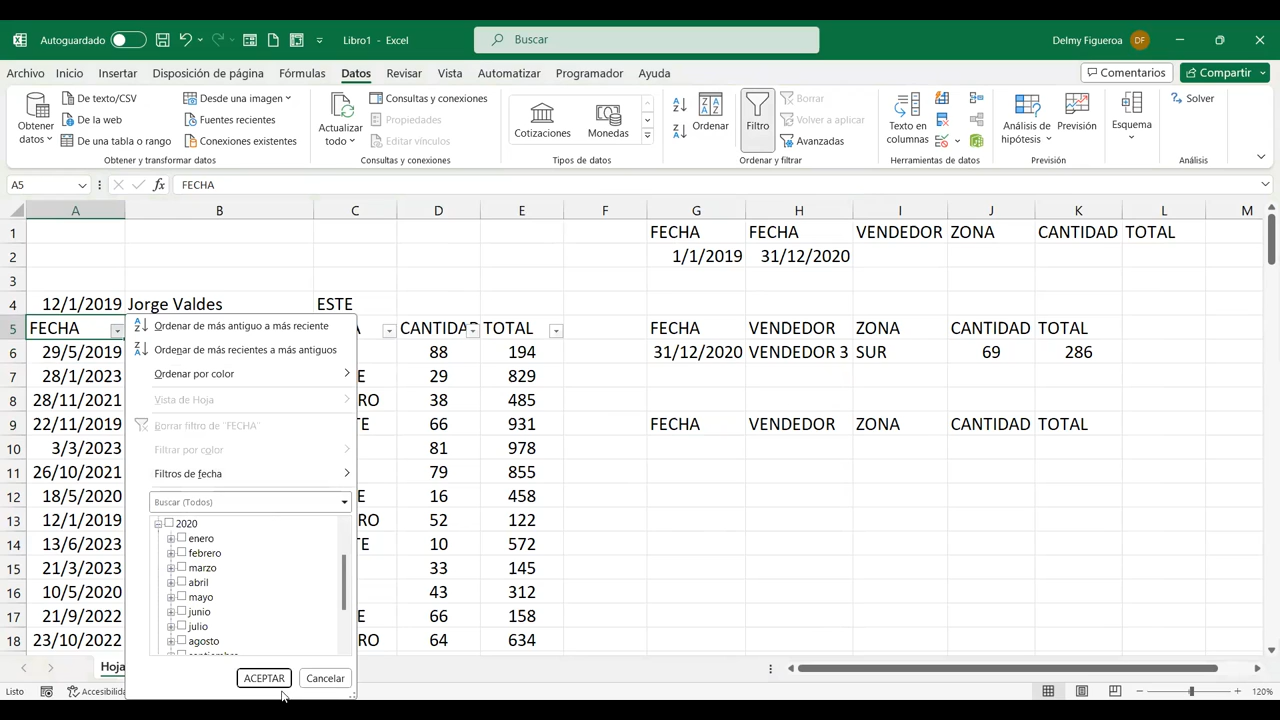 Autoguardado
Libro1 - Excel
Buscar
Delmy Figueroa
DF
Archivo Inicio Insertar Disposición de página Fórmulas Datos Revisar Vista Automatizar Programador Ayuda
Comentarios
Compartir
Obtener datos
De texto/CSV
De la web
De una tabla o rango
Desde una imagen
Fuentes recientes
Conexiones existentes
Obtener y transformar datos
Actualizar todo
Consultas y conexiones
Propiedades
Editar vínculos
Consultas y conexiones
Cotizaciones
Monedas
Tipos de datos
Ordenar
Filtro
Borrar
Volver a aplicar
Avanzadas
Ordenar y filtrar
Texto en columnas
Herramientas de datos
Análisis de hipótesis
Previsión
Previsión
Esquema
Solver
Análisis
A5
fx
FECHA
A B C D E F G H I J K L M
1 FECHA FECHA VENDEDOR ZONA CANTIDAD TOTAL
2 1/1/2019 31/12/2020
3
4 12/1/2019 Jorge Valdes ESTE
5 FECHA A CANTIDAD TOTAL FECHA VENDEDOR ZONA CANTIDAD TOTAL
6 29/5/2019 88 194 31/12/2020 VENDEDOR 3 SUR 69 286
7 28/1/2023 E 29 829
8 28/11/2021 RO 38 485
9 22/11/2019 TE 66 931 FECHA VENDEDOR ZONA CANTIDAD TOTAL
10 3/3/2023 81 978
11 26/10/2021 79 855
12 18/5/2020 E 16 458
13 12/1/2019 RO 52 122
14 13/6/2023 TE 10 572
15 21/3/2023 33 145
16 10/5/2020 43 312
17 21/9/2022 E 66 158
18 23/10/2022 RO 64 634
Ordenar de más antiguo a más reciente
Ordenar de más recientes a más antiguos
Ordenar por color
Vista de Hoja
Borrar filtro de "FECHA"
Filtrar por color
Filtros de fecha
Buscar (Todos)
2020
enero
febrero
marzo
abril
mayo
junio
julio
agosto
ACEPTAR
Cancelar
Hoja
Listo
Accesibilida
120%